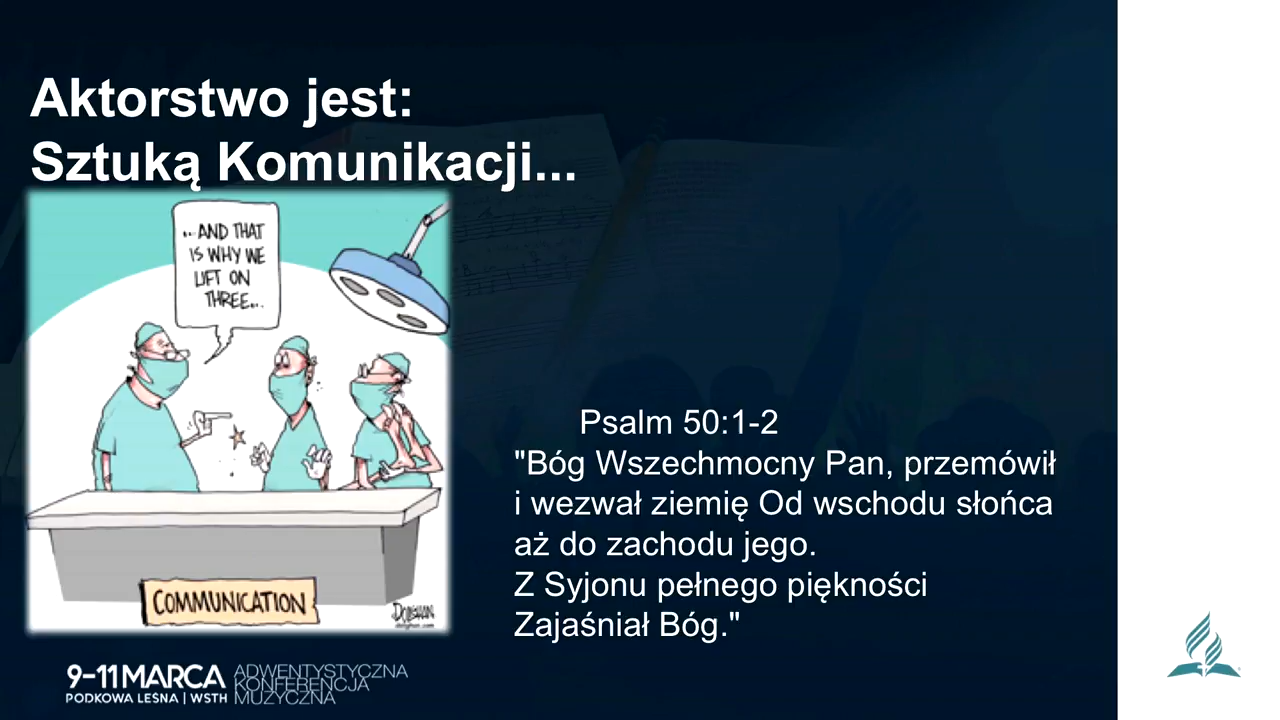 Aktorstwo jest:
Sztuką Komunikacji...
...AND THAT
IS WHY WE
LIFT ON
THREE...
COMMUNICATION
Psalm 50:1-2
"Bóg Wszechmocny Pan, przemówił
i wezwał ziemię Od wschodu słońca
aż do zachodu jego.
Z Syjonu pełnego piękności
Zajaśniał Bóg."
9-11 MARCA
PODKOWA LEŚNA | WSTH
ADWENTYSTYCZNA
KONFERENCJA
MUZYCZNA